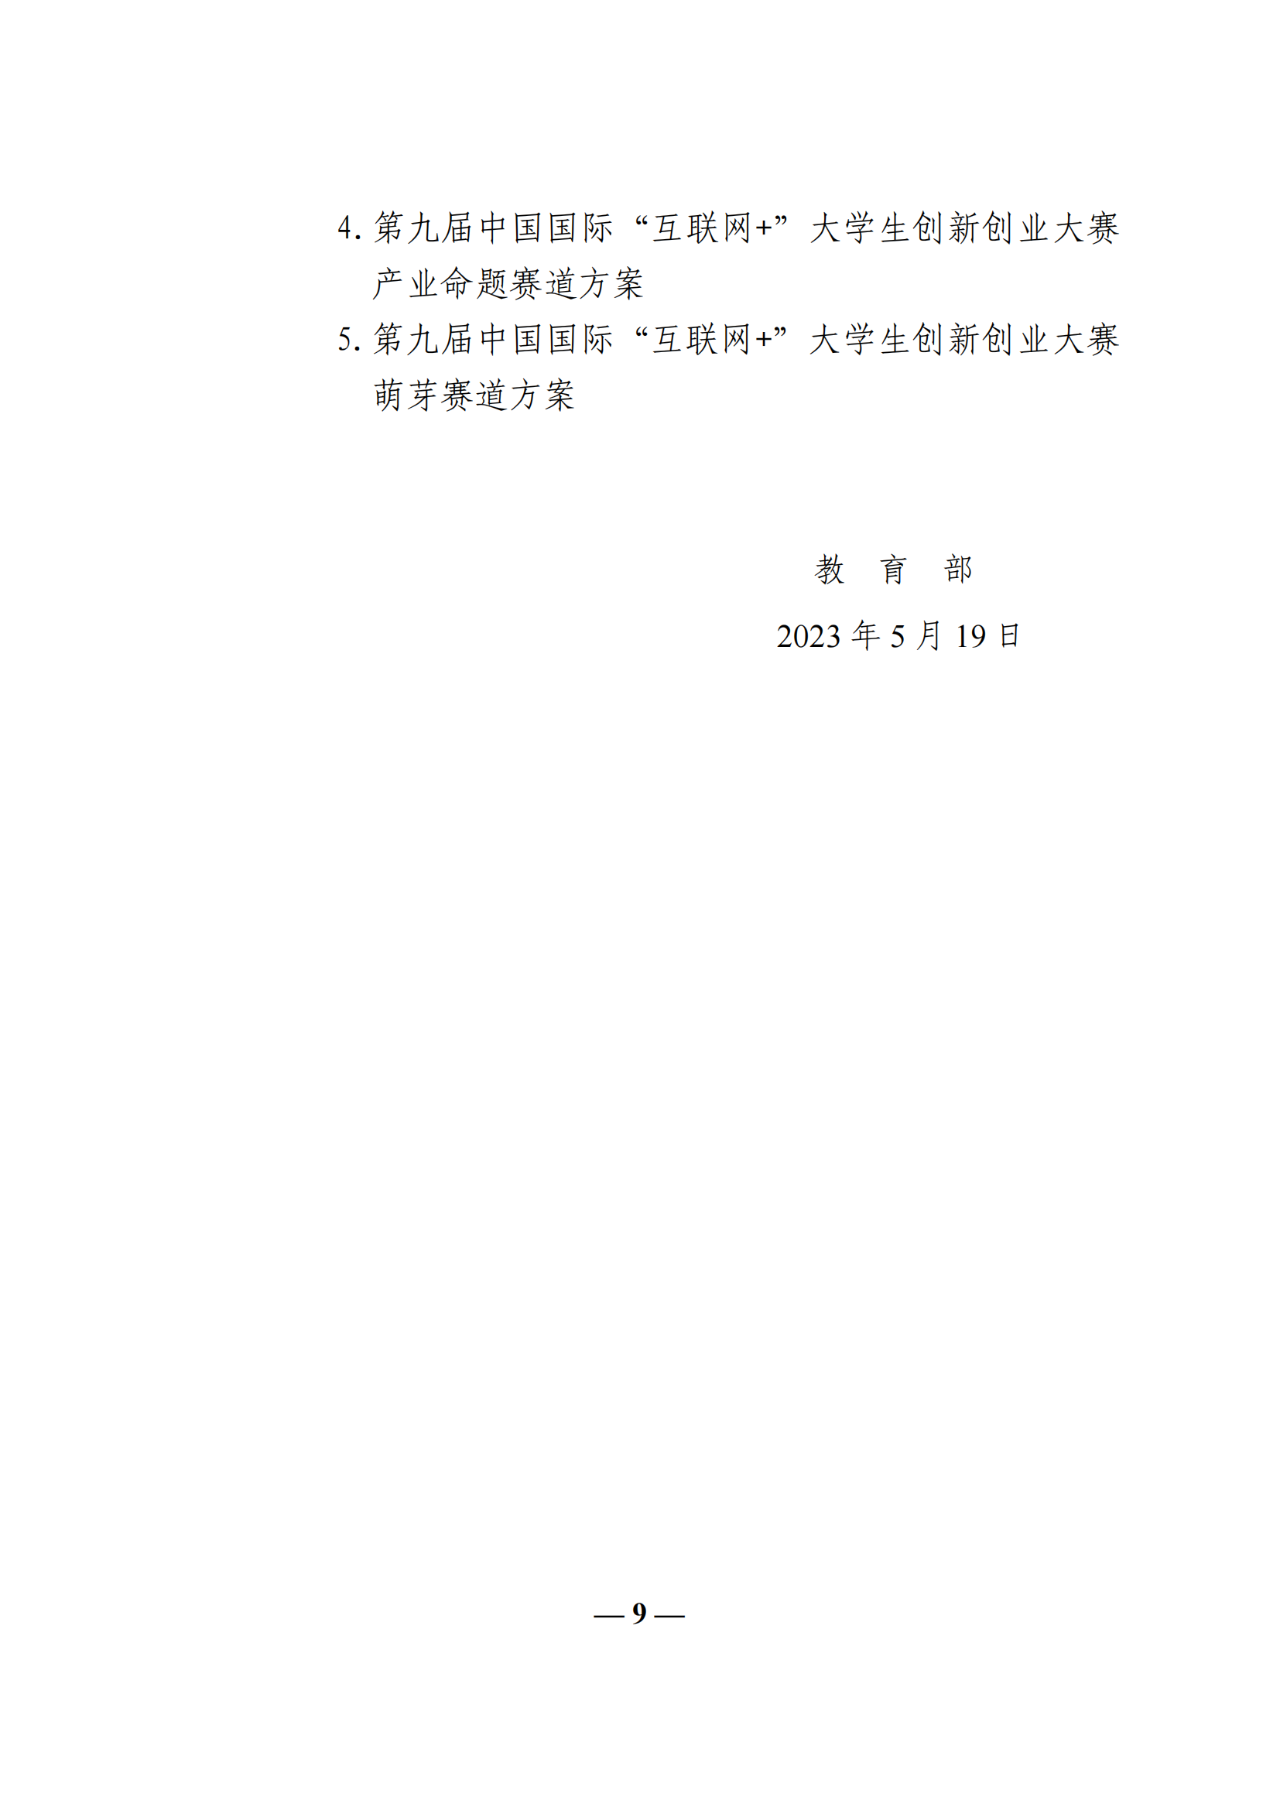 4. 第九届中国国际“互联网+”大学生创新创业大赛
产业命题赛道方案
5. 第九届中国国际“互联网+”大学生创新创业大赛
萌芽赛道方案
教 育 部
2023 年 5 月 19 日
— 9 —